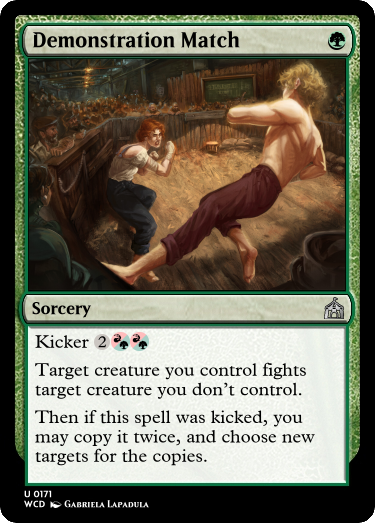 Demonstration Match
Sorcery
Kicker 2
Target creature you control fights
target creature you don't control.
Then if this spell was kicked, you
may copy it twice, and choose new
targets for the copies.
U 0171
WCD GABRIELA LAPADULA